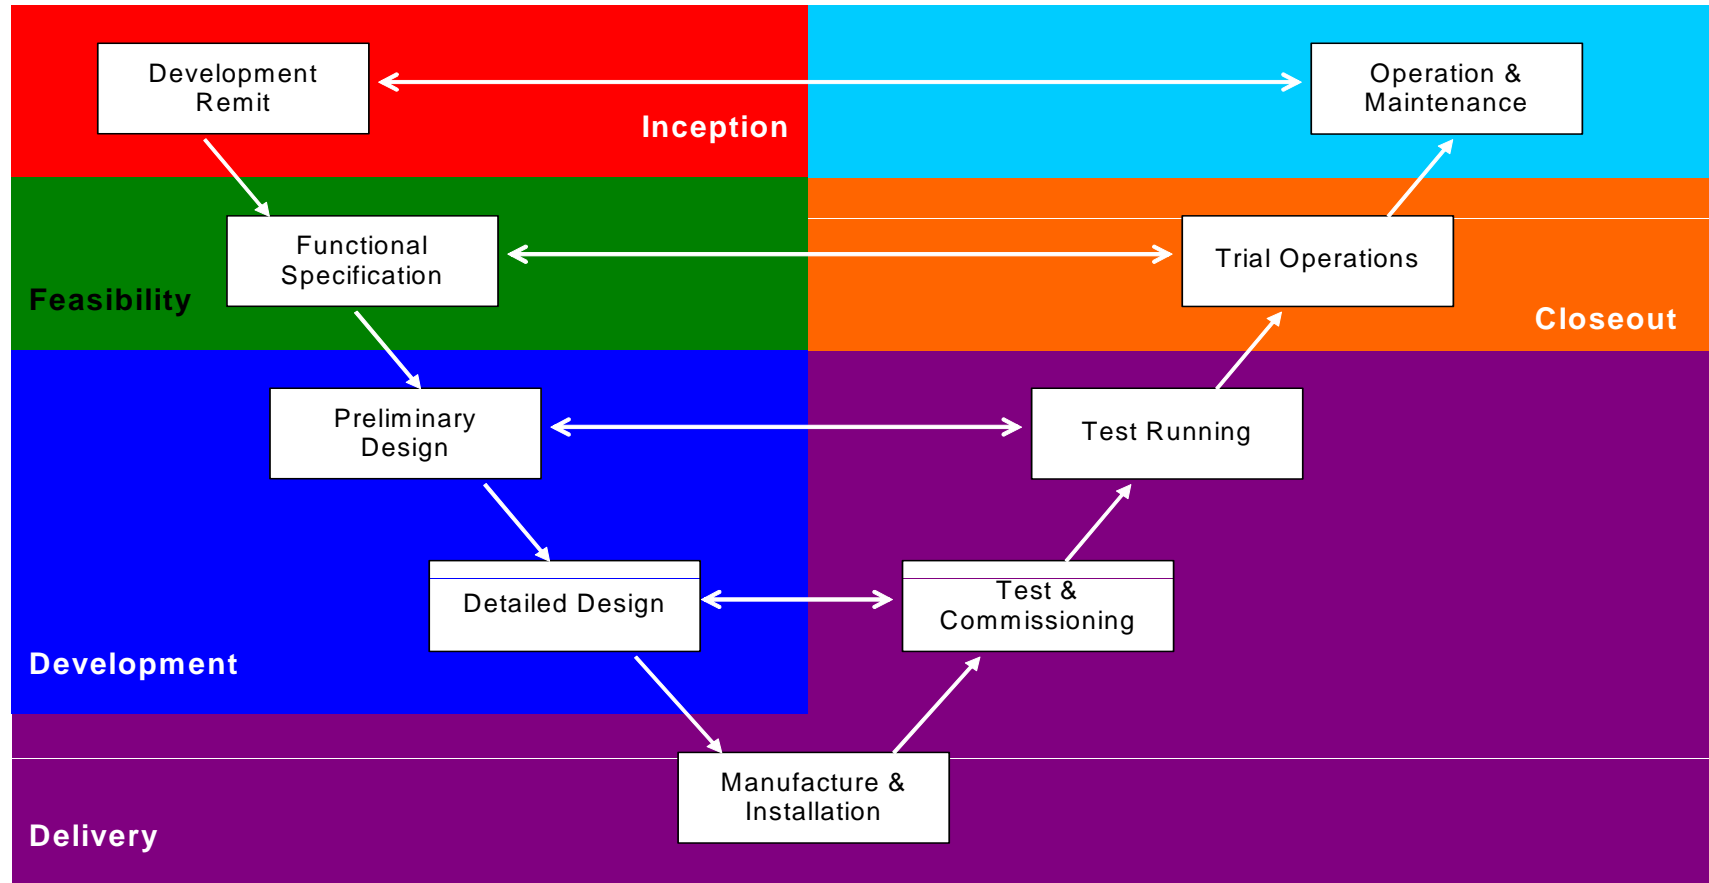 Development
Remit
Operation &
Maintenance
Inception
Functional
Specification
Trial Operations
Feasibility
Closeout
Preliminary
Design
Test Running
Detailed Design
Test &
Commissioning
Development
Manufacture &
Installation
Delivery